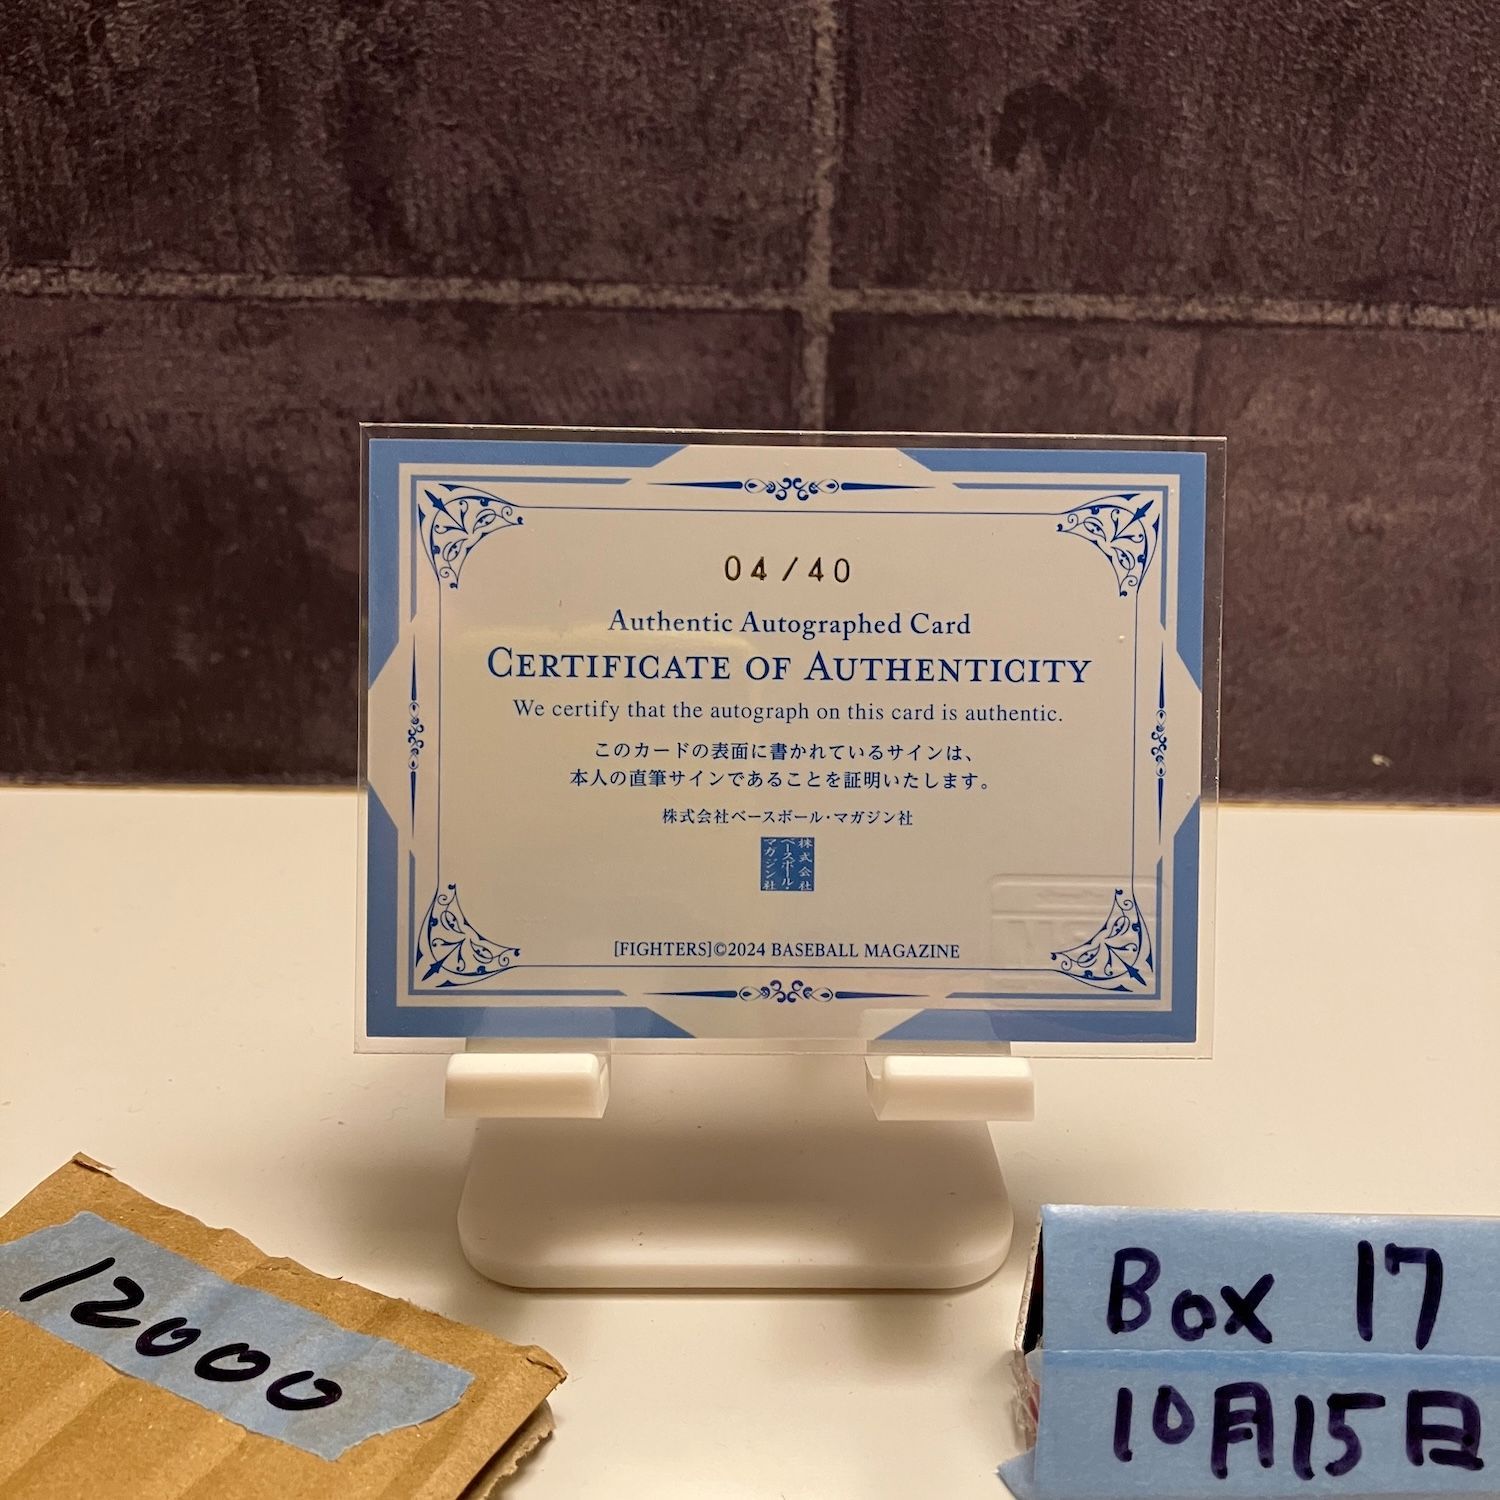 04/40
Authentic Autographed Card
CERTIFICATE OF AUTHENTICITY
We certify that the autograph on this card is authentic.
このカードの表面に書かれているサインは、
本人の直筆サインであることを証明いたします。
株式会社ベースボール・マガジン社
株式会社
ベースボール・
マガジン社
[FIGHTERS]©2024 BASEBALL MAGAZINE
12000
Box 17
10月15日